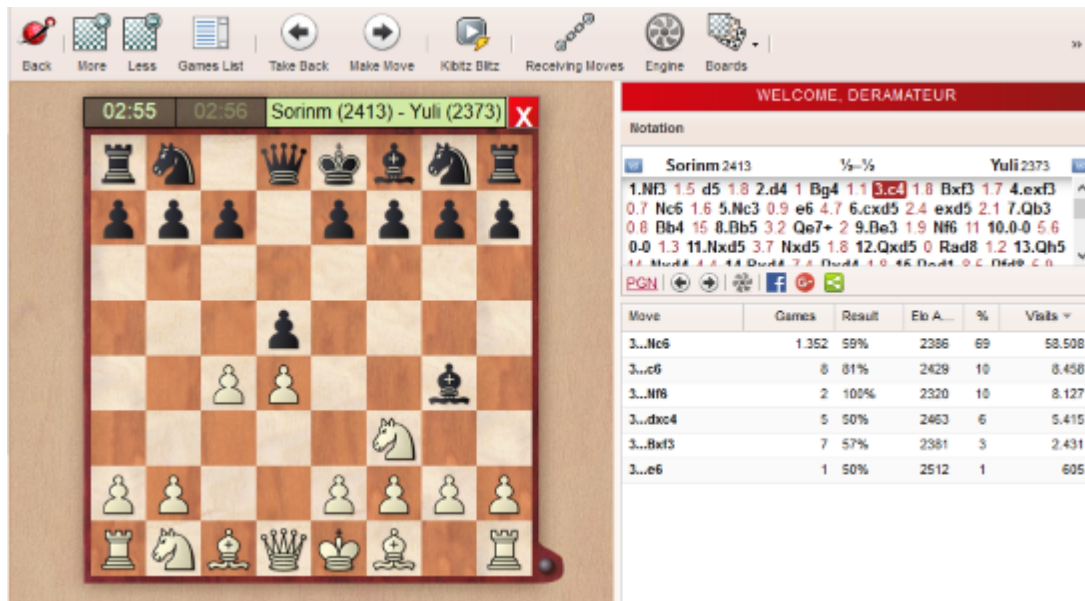 Back More Less Games List Take Back Make Move Kibitz Blitz Receiving Moves Engine Boards »
02:55 02:56 Sorinm (2413) - Yuli (2373) X
WELCOME, DERAMATEUR
Notation
Sorinm 2413 ½–½ Yuli 2373
1.Nf3 1.5 d5 1.8 2.d4 1 Bg4 1.1 3.c4 1.8 Bxf3 1.7 4.exf3
0.7 Nc6 1.6 5.Nc3 0.9 e6 4.7 6.cxd5 2.4 exd5 2.1 7.Qb3
0.8 Bb4 15 8.Bb5 3.2 Qe7+ 2 9.Be3 1.9 Nf6 11 10.0-0 5.6
0-0 1.3 11.Nxd5 3.7 Nxd5 1.8 12.Qxd5 0 Rad8 1.2 13.Qh5
PGN
Move Games Result Elo A... % Visits
3...Nc6 1.352 59% 2386 69 58.508
3...c6 8 81% 2429 10 8.458
3...Nf6 2 100% 2320 10 8.127
3...dxc4 5 50% 2463 6 5.415
3...Bxf3 7 57% 2381 3 2.431
3...e6 1 50% 2512 1 605